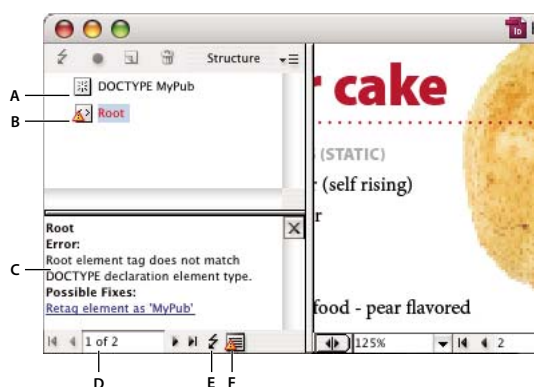 Id
Structure
A
DOCTYPE MyPub
B
Root
Root
Error:
C
Root element tag does not match
DOCTYPE declaration element type.
Possible Fixes:
Retag element as 'MyPub'
1 of 2
D
E
F
cake
(STATIC)
(self rising)
r
food - pear flavored
125%
2